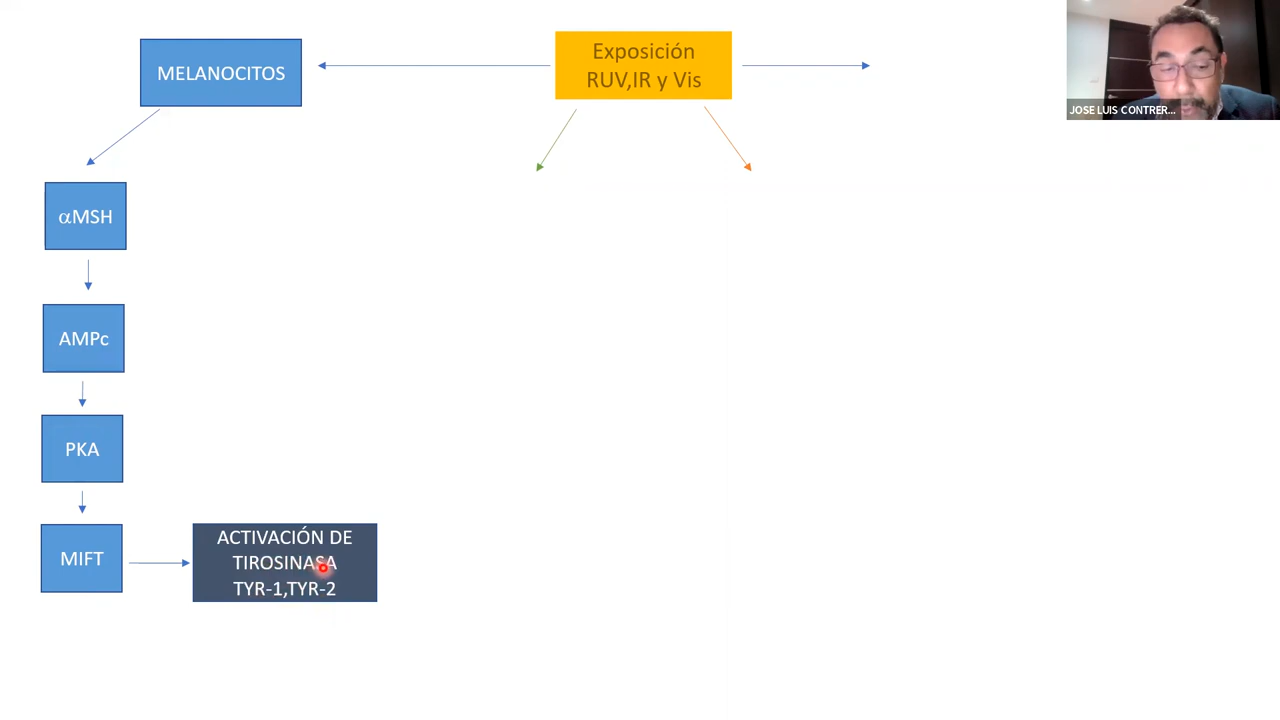 MELANOCITOS
Exposición
RUV,IR y Vis
JOSE LUIS CONTRER...
αMSH
AMPc
PKA
MIFT
ACTIVACIÓN DE
TIROSINASA
TYR-1,TYR-2